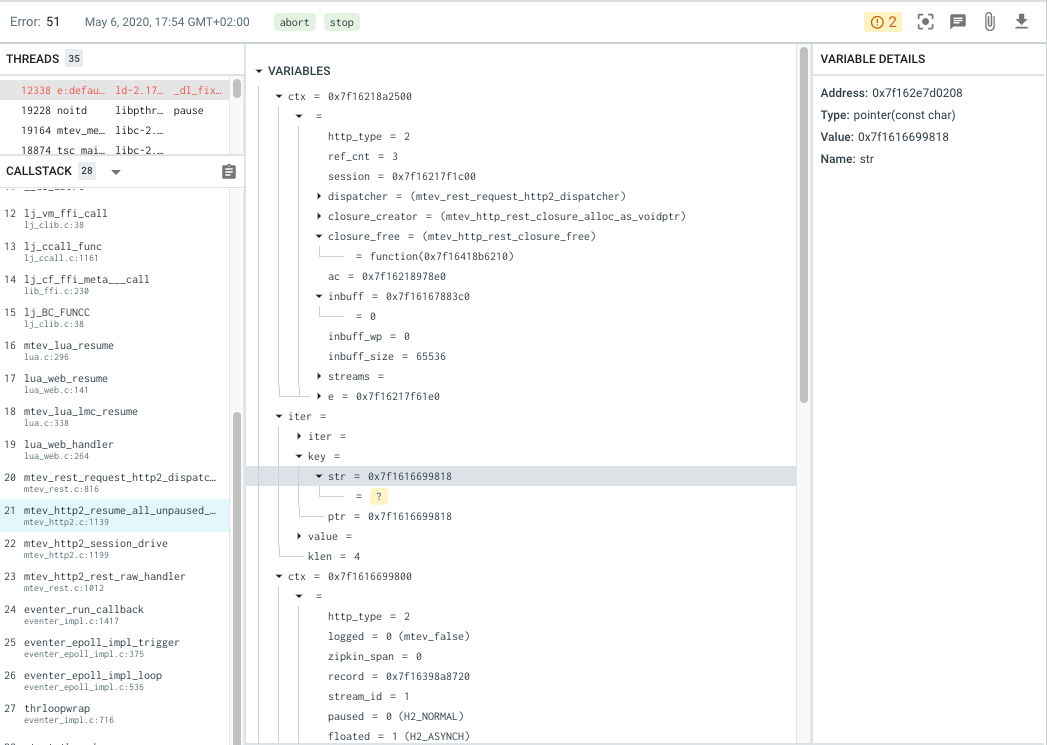 Error: 51 May 6, 2020, 17:54 GMT+02:00 abort stop 2
THREADS 35
12338 e:defau… ld-2.17… _dl_fix…
19228 noitd libpthr… pause
19164 mtev_me… libc-2.…
18874 tsc_mai… libc-2.…
CALLSTACK 28
12 lj_vm_ffi_call
lj_clib.c:38
13 lj_ccall_func
lj_ccall.c:1161
14 lj_cf_ffi_meta___call
lib_ffi.c:230
15 lj_BC_FUNCC
lj_clib.c:38
16 mtev_lua_resume
lua.c:296
17 lua_web_resume
lua_web.c:141
18 mtev_lua_lmc_resume
lua.c:338
19 lua_web_handler
lua_web.c:264
20 mtev_rest_request_http2_dispatc…
mtev_rest.c:816
21 mtev_http2_resume_all_unpaused_…
mtev_http2.c:1139
22 mtev_http2_session_drive
mtev_http2.c:1199
23 mtev_http2_rest_raw_handler
mtev_rest.c:1012
24 eventer_run_callback
eventer_impl.c:1417
25 eventer_epoll_impl_trigger
eventer_epoll_impl.c:375
26 eventer_epoll_impl_loop
eventer_epoll_impl.c:536
27 thrloopwrap
eventer_impl.c:716
VARIABLES
ctx = 0x7f16218a2500
=
http_type = 2
ref_cnt = 3
session = 0x7f16217f1c00
dispatcher = (mtev_rest_request_http2_dispatcher)
closure_creator = (mtev_http_rest_closure_alloc_as_voidptr)
closure_free = (mtev_http_rest_closure_free)
= function(0x7f16418b6210)
ac = 0x7f16218978e0
inbuff = 0x7f16167883c0
= 0
inbuff_wp = 0
inbuff_size = 65536
streams =
e = 0x7f16217f61e0
iter =
iter =
key =
str = 0x7f1616699818
= ?
ptr = 0x7f1616699818
value =
klen = 4
ctx = 0x7f1616699800
=
http_type = 2
logged = 0 (mtev_false)
zipkin_span = 0
record = 0x7f16398a8720
stream_id = 1
paused = 0 (H2_NORMAL)
floated = 1 (H2_ASYNCH)
VARIABLE DETAILS
Address: 0x7f162e7d0208
Type: pointer(const char)
Value: 0x7f1616699818
Name: str